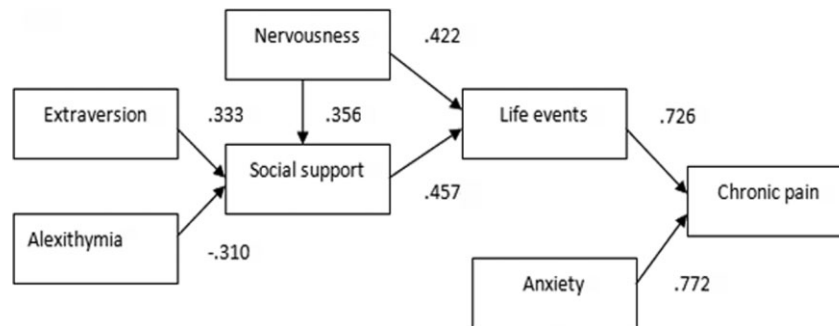 Nervousness
.422
Extraversion
.333
.356
Life events
.726
Social support
.457
Chronic pain
Alexithymia
-.310
Anxiety
.772